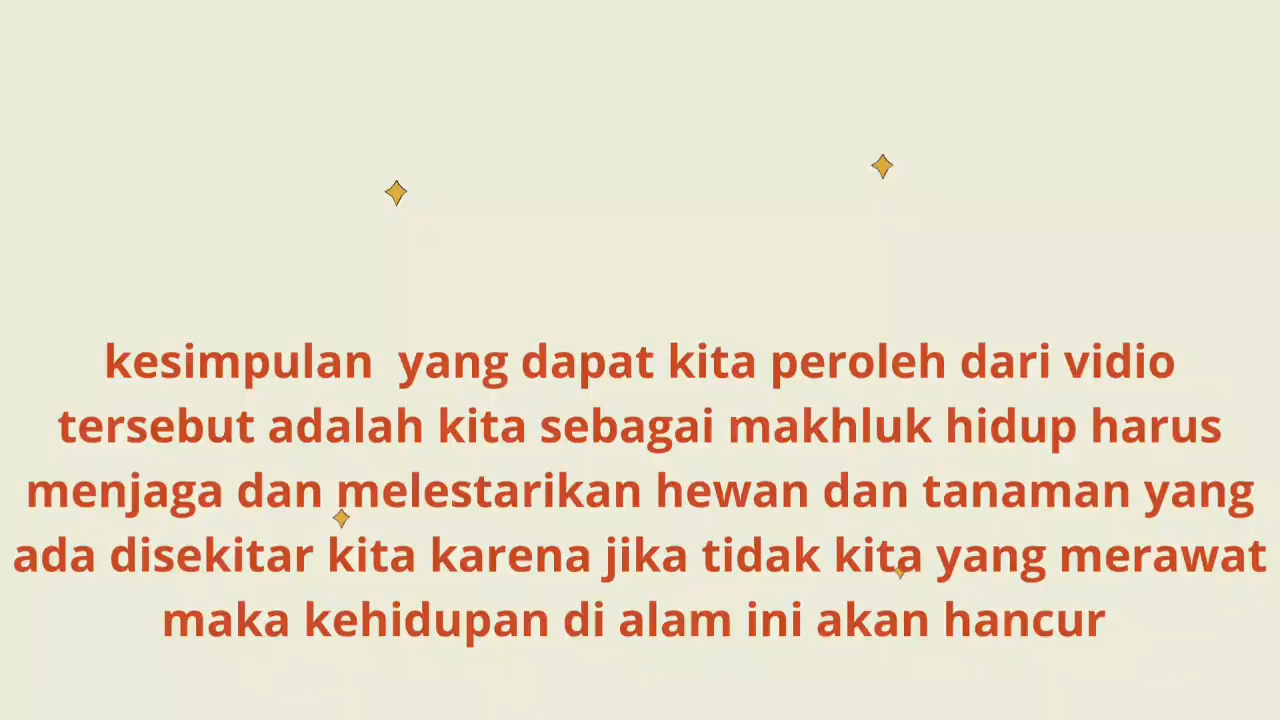 kesimpulan  yang dapat kita peroleh dari vidio
tersebut adalah kita sebagai makhluk hidup harus
menjaga dan melestarikan hewan dan tanaman yang
ada disekitar kita karena jika tidak kita yang merawat
maka kehidupan di alam ini akan hancur